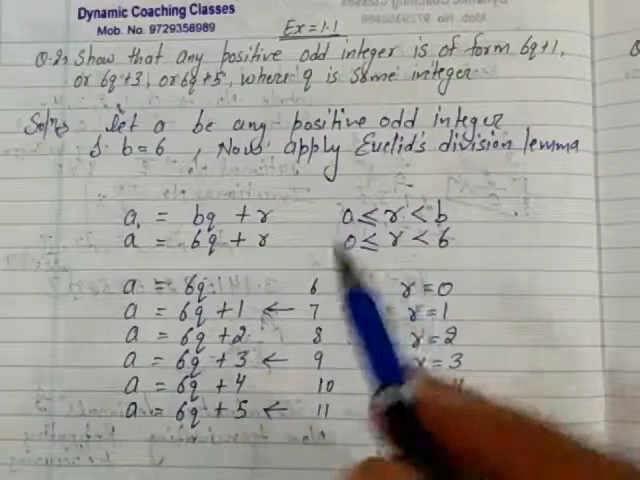 Dynamic Coaching Classes
Mob. No. 9729358989
Ex=1.1
Q.2:, Show that any positive odd integer is of form 6q+1,
or 6q+3, or 6q+5, where q is some integer
Soln:, let a be any positive odd integer
& b=6 , Now apply Euclid's division lemma
a = bq + r 0 ≤ r < b
a = 6q + r 0 ≤ r < 6
a = 6q 6 r=0
a = 6q + 1 ← 7 r=1
a = 6q + 2 8 r=2
a = 6q + 3 ← 9 r=3
a = 6q + 4 10
a = 6q + 5 ← 11